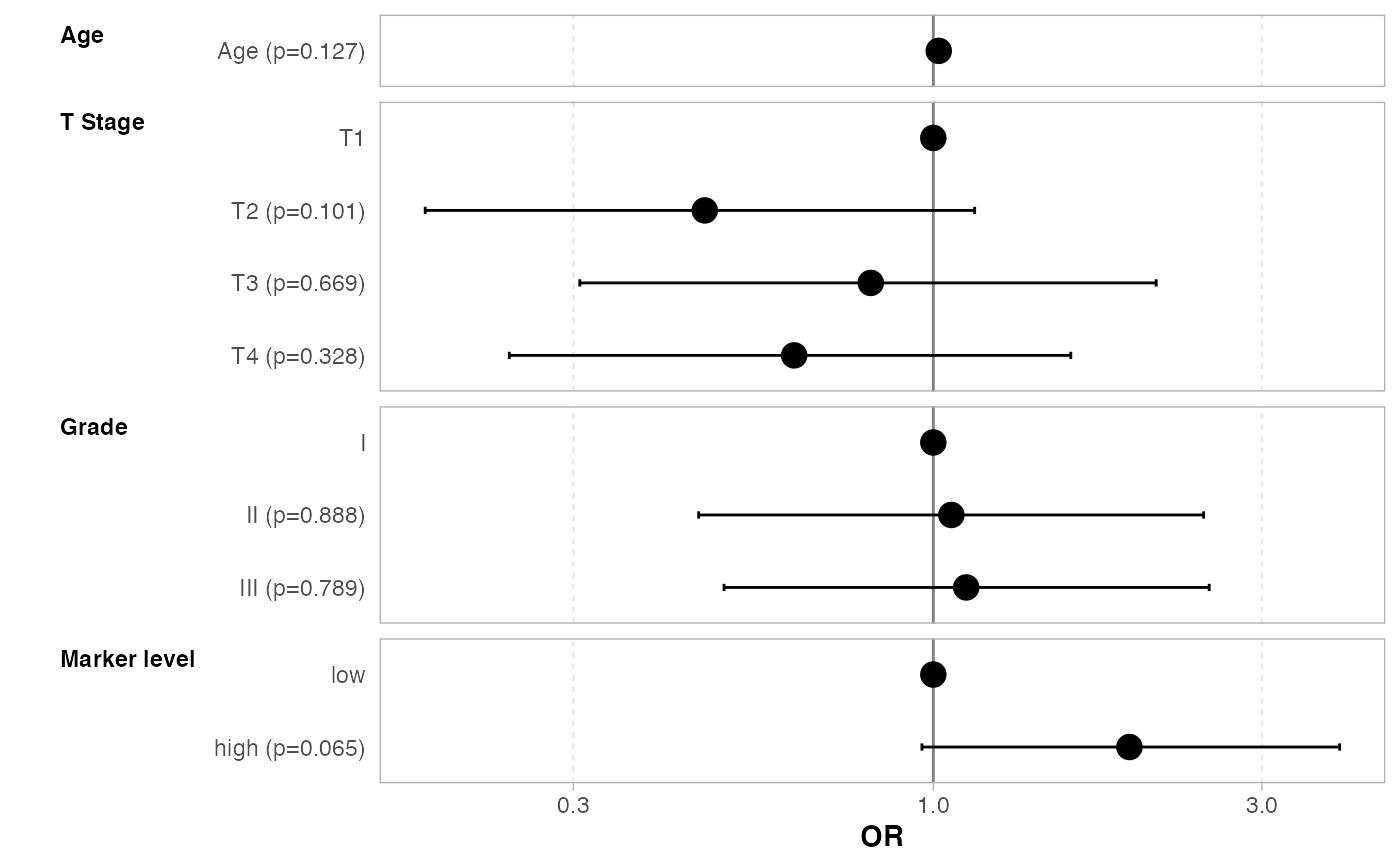 Age
Age (p=0.127)
T Stage
T1
T2 (p=0.101)
T3 (p=0.669)
T4 (p=0.328)
Grade
I
II (p=0.888)
III (p=0.789)
Marker level
low
high (p=0.065)
0.3 1.0 3.0
OR